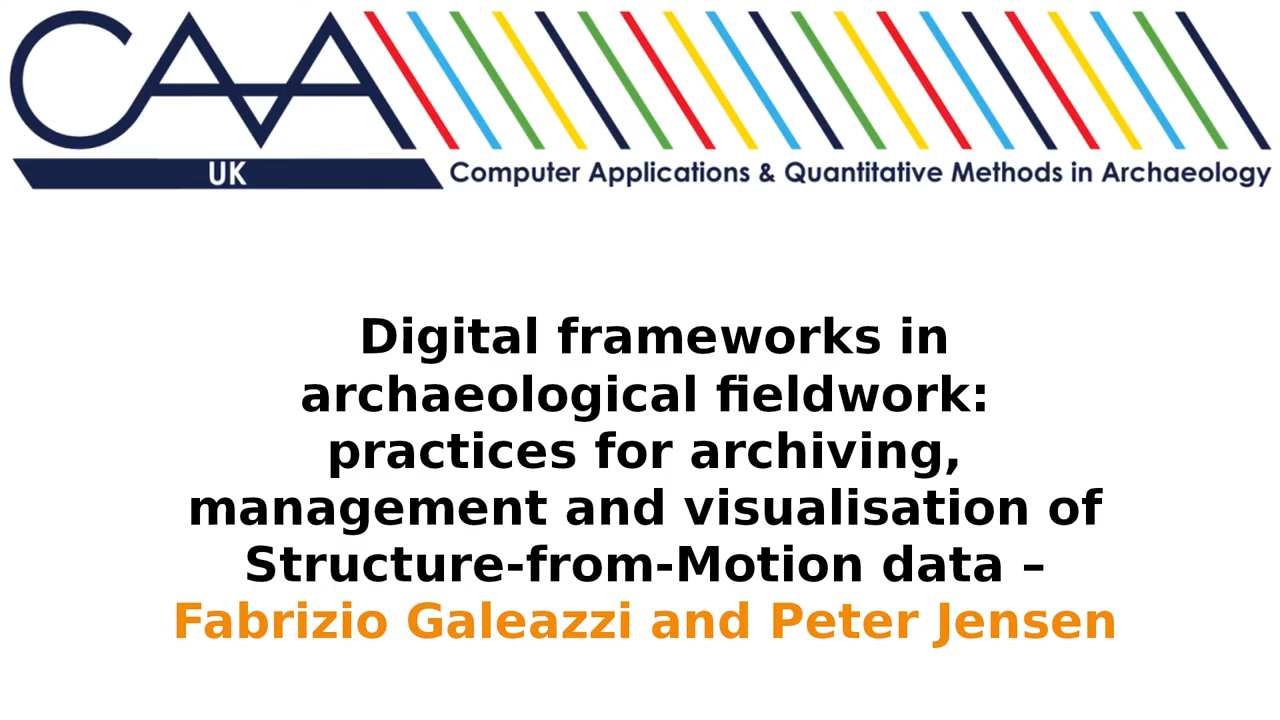 CAA
UK
Computer Applications & Quantitative Methods in Archaeology
Digital frameworks in
archaeological fieldwork:
practices for archiving,
management and visualisation of
Structure-from-Motion data –
Fabrizio Galeazzi and Peter Jensen